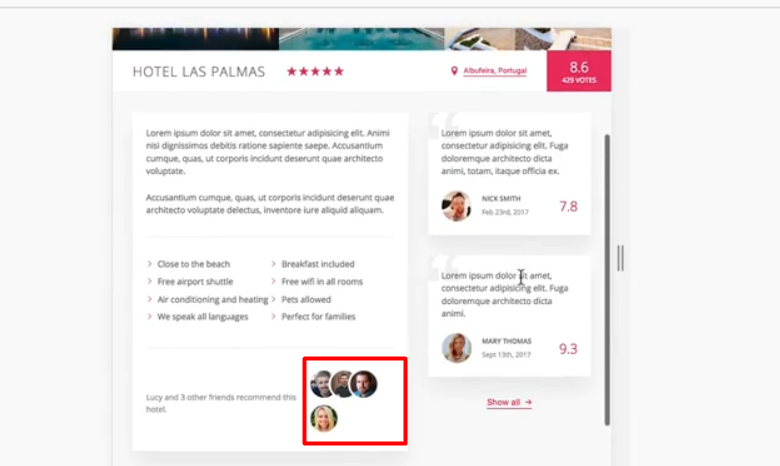 HOTEL LAS PALMAS
Albufeira, Portugal
8.6
429 VOTES
Lorem ipsum dolor sit amet, consectetur adipisicing elit. Animi
nisi dignissimos debitis ratione sapiente saepe. Accusantium
cumque, quas, ut corporis incidunt deserunt quae architecto
voluptate.
Accusantium cumque, quas, ut corporis incidunt deserunt quae
architecto voluptate delectus, inventore iure aliquid aliquam.
Close to the beach
Breakfast included
Free airport shuttle
Free wifi in all rooms
Air conditioning and heating
Pets allowed
We speak all languages
Perfect for families
Lucy and 3 other friends recommend this
hotel.
Lorem ipsum dolor sit amet,
consectetur adipisicing elit. Fuga
doloremque architecto dicta
animi, totam, itaque officia ex.
NICK SMITH
Feb 23rd, 2017
7.8
Lorem ipsum dolor sit amet,
consectetur adipisicing elit. Fuga
doloremque architecto dicta
animi.
MARY THOMAS
Sept 13th, 2017
9.3
Show all →